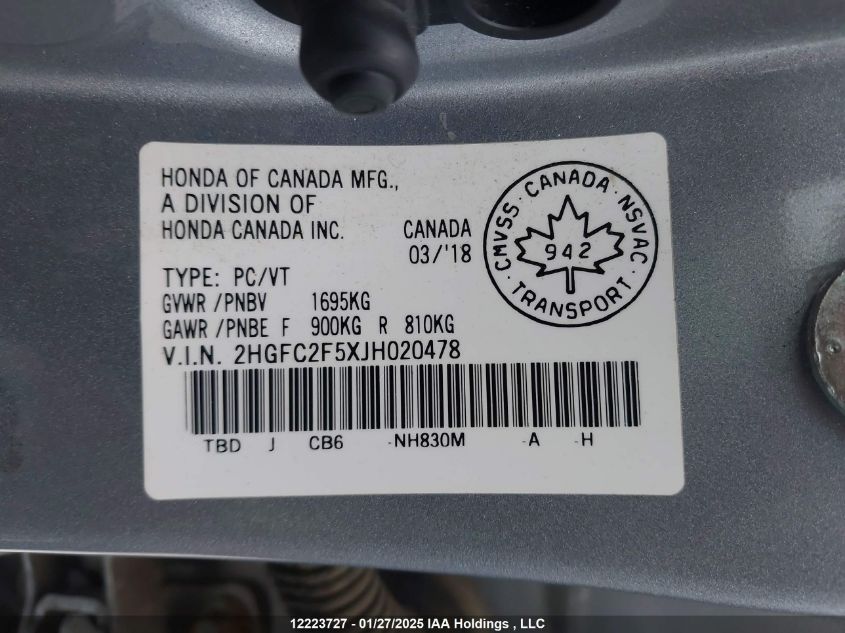 HONDA OF CANADA MFG.,
A DIVISION OF
HONDA CANADA INC.
CANADA
03/'18
TYPE: PC/VT
GVWR /PNBV 1695KG
GAWR /PNBE F 900KG R 810KG
V.I.N. 2HGFC2F5XJH020478
TBD J CB6 -NH830M -A -H
CMVSS · CANADA · NSVAC
942
· TRANSPORT ·
12223727 - 01/27/2025 IAA Holdings , LLC